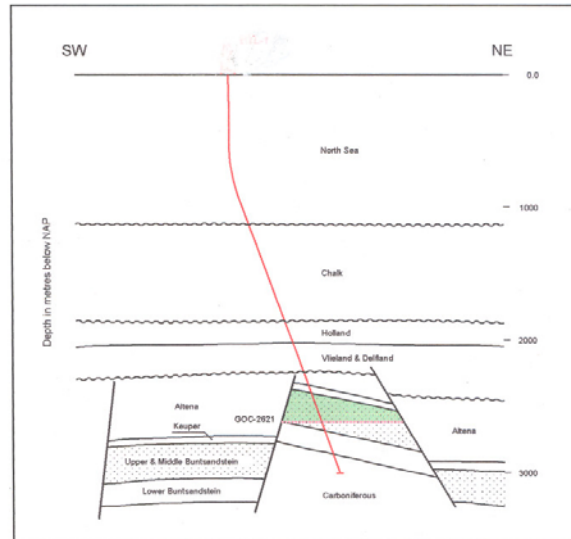 SW
NE
0.0
North Sea
1000
Depth in metres below NAP
Chalk
Holland
2000
Vlieland & Delfland
Altena
GOC-2621
Keuper
Altena
Upper & Middle Buntsandstein
3000
Lower Buntsandstein
Carboniferous